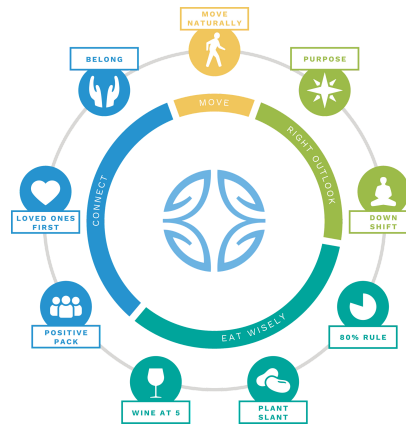 MOVE
NATURALLY
BELONG
PURPOSE
MOVE
RIGHT OUTLOOK
CONNECT
LOVED ONES
FIRST
DOWN
SHIFT
EAT WISELY
POSITIVE
PACK
80% RULE
WINE AT 5
PLANT
SLANT